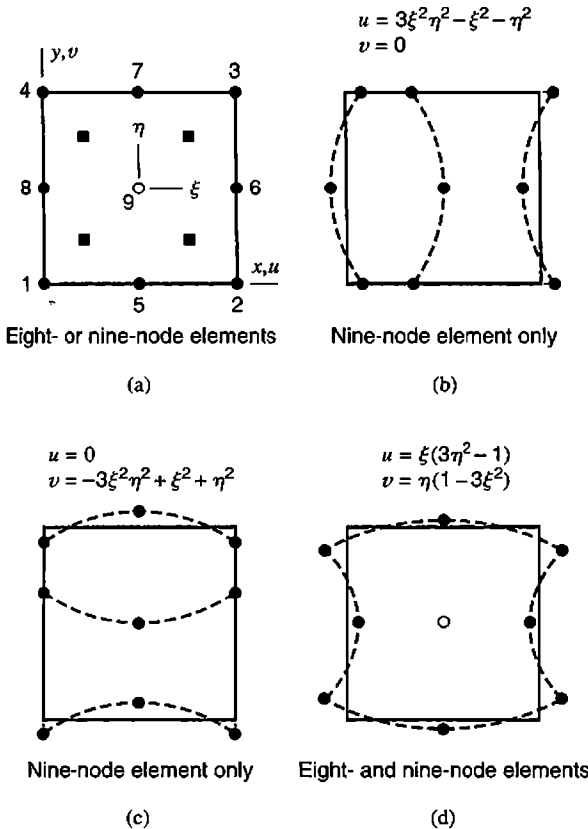 y,v
4
7
3
η
8
9
ξ
6
x,u
1
5
2
Eight- or nine-node elements
(a)
u = 3ξ²η² – ξ² – η²
v = 0
Nine-node element only
(b)
u = 0
v = –3ξ²η² + ξ² + η²
Nine-node element only
(c)
u = ξ(3η² – 1)
v = η(1 – 3ξ²)
Eight- and nine-node elements
(d)